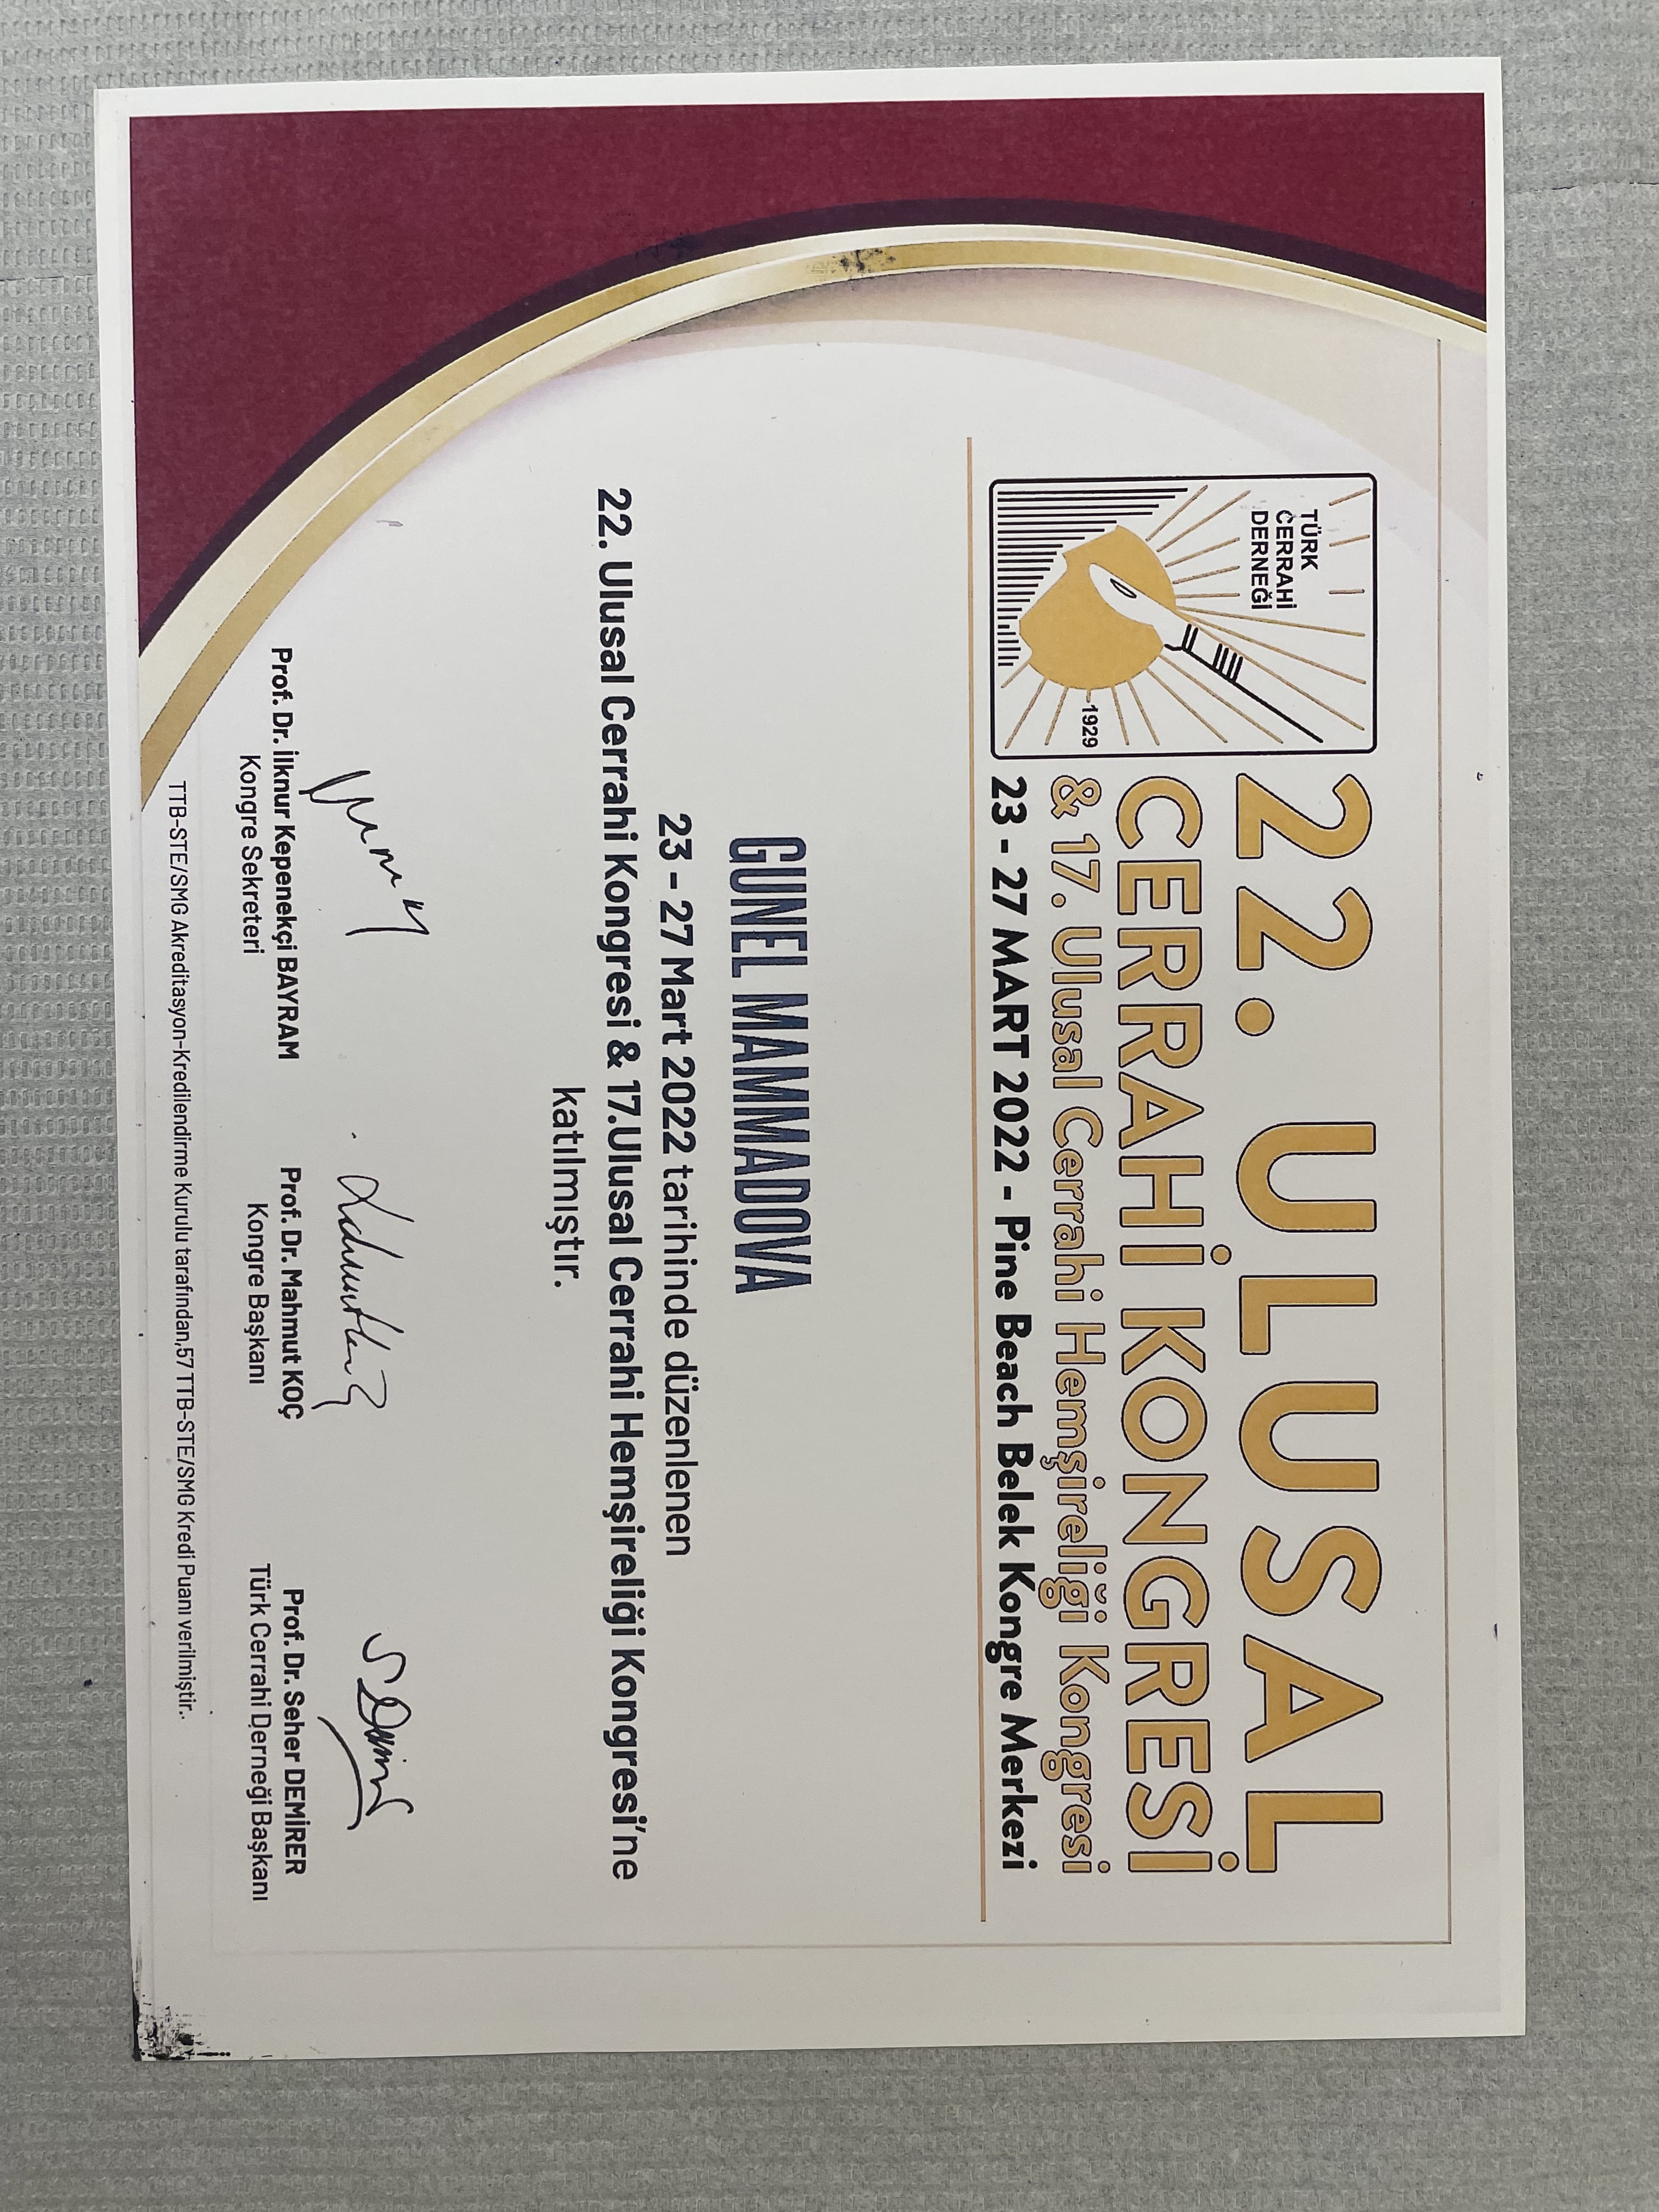 TÜRK
CERRAHİ
DERNEĞİ
1929
22. ULUSAL
CERRAHİ KONGRESİ
& 17. Ulusal Cerrahi Hemşireliği Kongresi
23 - 27 MART 2022 - Pine Beach Belek Kongre Merkezi
GUNEL MAMMADOVA
23 - 27 Mart 2022 tarihinde düzenlenen
22. Ulusal Cerrahi Kongresi & 17.Ulusal Cerrahi Hemşireliği Kongresi'ne
katılmıştır.
Prof. Dr. İlknur Kepenekçi BAYRAM
Kongre Sekreteri
Prof. Dr. Mahmut KOÇ
Kongre Başkanı
Prof. Dr. Seher DEMİRER
Türk Cerrahi Derneği Başkanı
TTB-STE/SMG Akreditasyon-Kredilendirme Kurulu tarafından,57 TTB-STE/SMG Kredi Puanı verilmiştir.